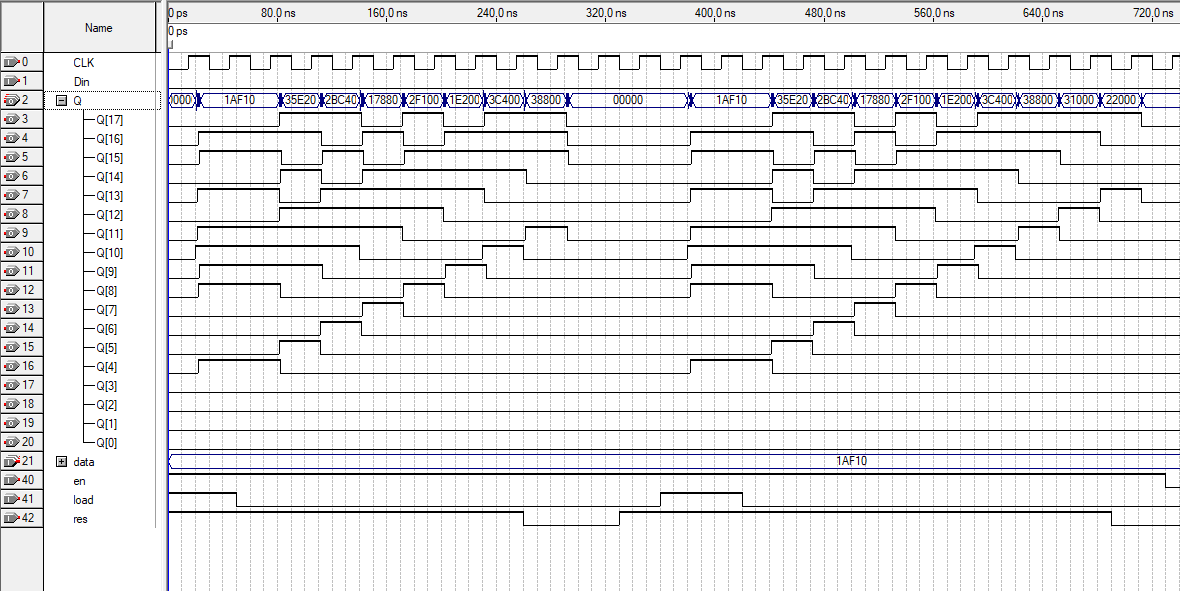 Name
0 ps 80.0 ns 160.0 ns 240.0 ns 320.0 ns 400.0 ns 480.0 ns 560.0 ns 640.0 ns 720.0 ns
0 ps
0 CLK
1 Din
2 Q 000 1AF10 35E20 2BC40 17880 2F100 1E200 3C400 38800 00000 1AF10 35E20 2BC40 17880 2F100 1E200 3C400 38800 31000 22000
3 Q[17]
4 Q[16]
5 Q[15]
6 Q[14]
7 Q[13]
8 Q[12]
9 Q[11]
10 Q[10]
11 Q[9]
12 Q[8]
13 Q[7]
14 Q[6]
15 Q[5]
16 Q[4]
17 Q[3]
18 Q[2]
19 Q[1]
20 Q[0]
21 data 1AF10
40 en
41 load
42 res